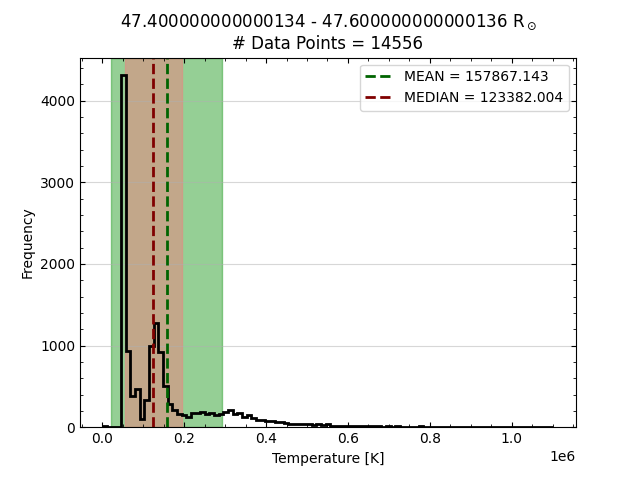 47.400000000000134 - 47.600000000000136 R⊙
# Data Points = 14556
MEAN = 157867.143
MEDIAN = 123382.004
Frequency
4000
3000
2000
1000
0
0.0 0.2 0.4 0.6 0.8 1.0
1e6
Temperature [K]